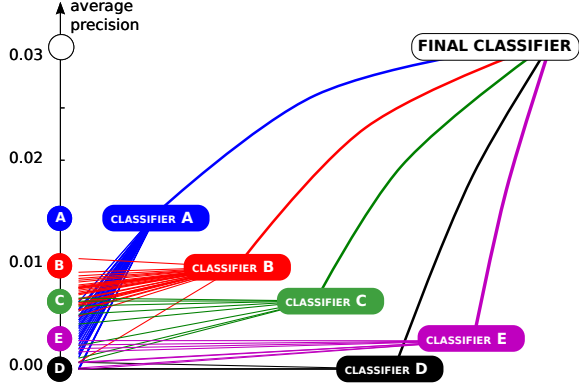 average
precision
0.03
FINAL CLASSIFIER
0.02
A
CLASSIFIER A
0.01
B
CLASSIFIER B
C
CLASSIFIER C
E
CLASSIFIER E
0.00
D
CLASSIFIER D